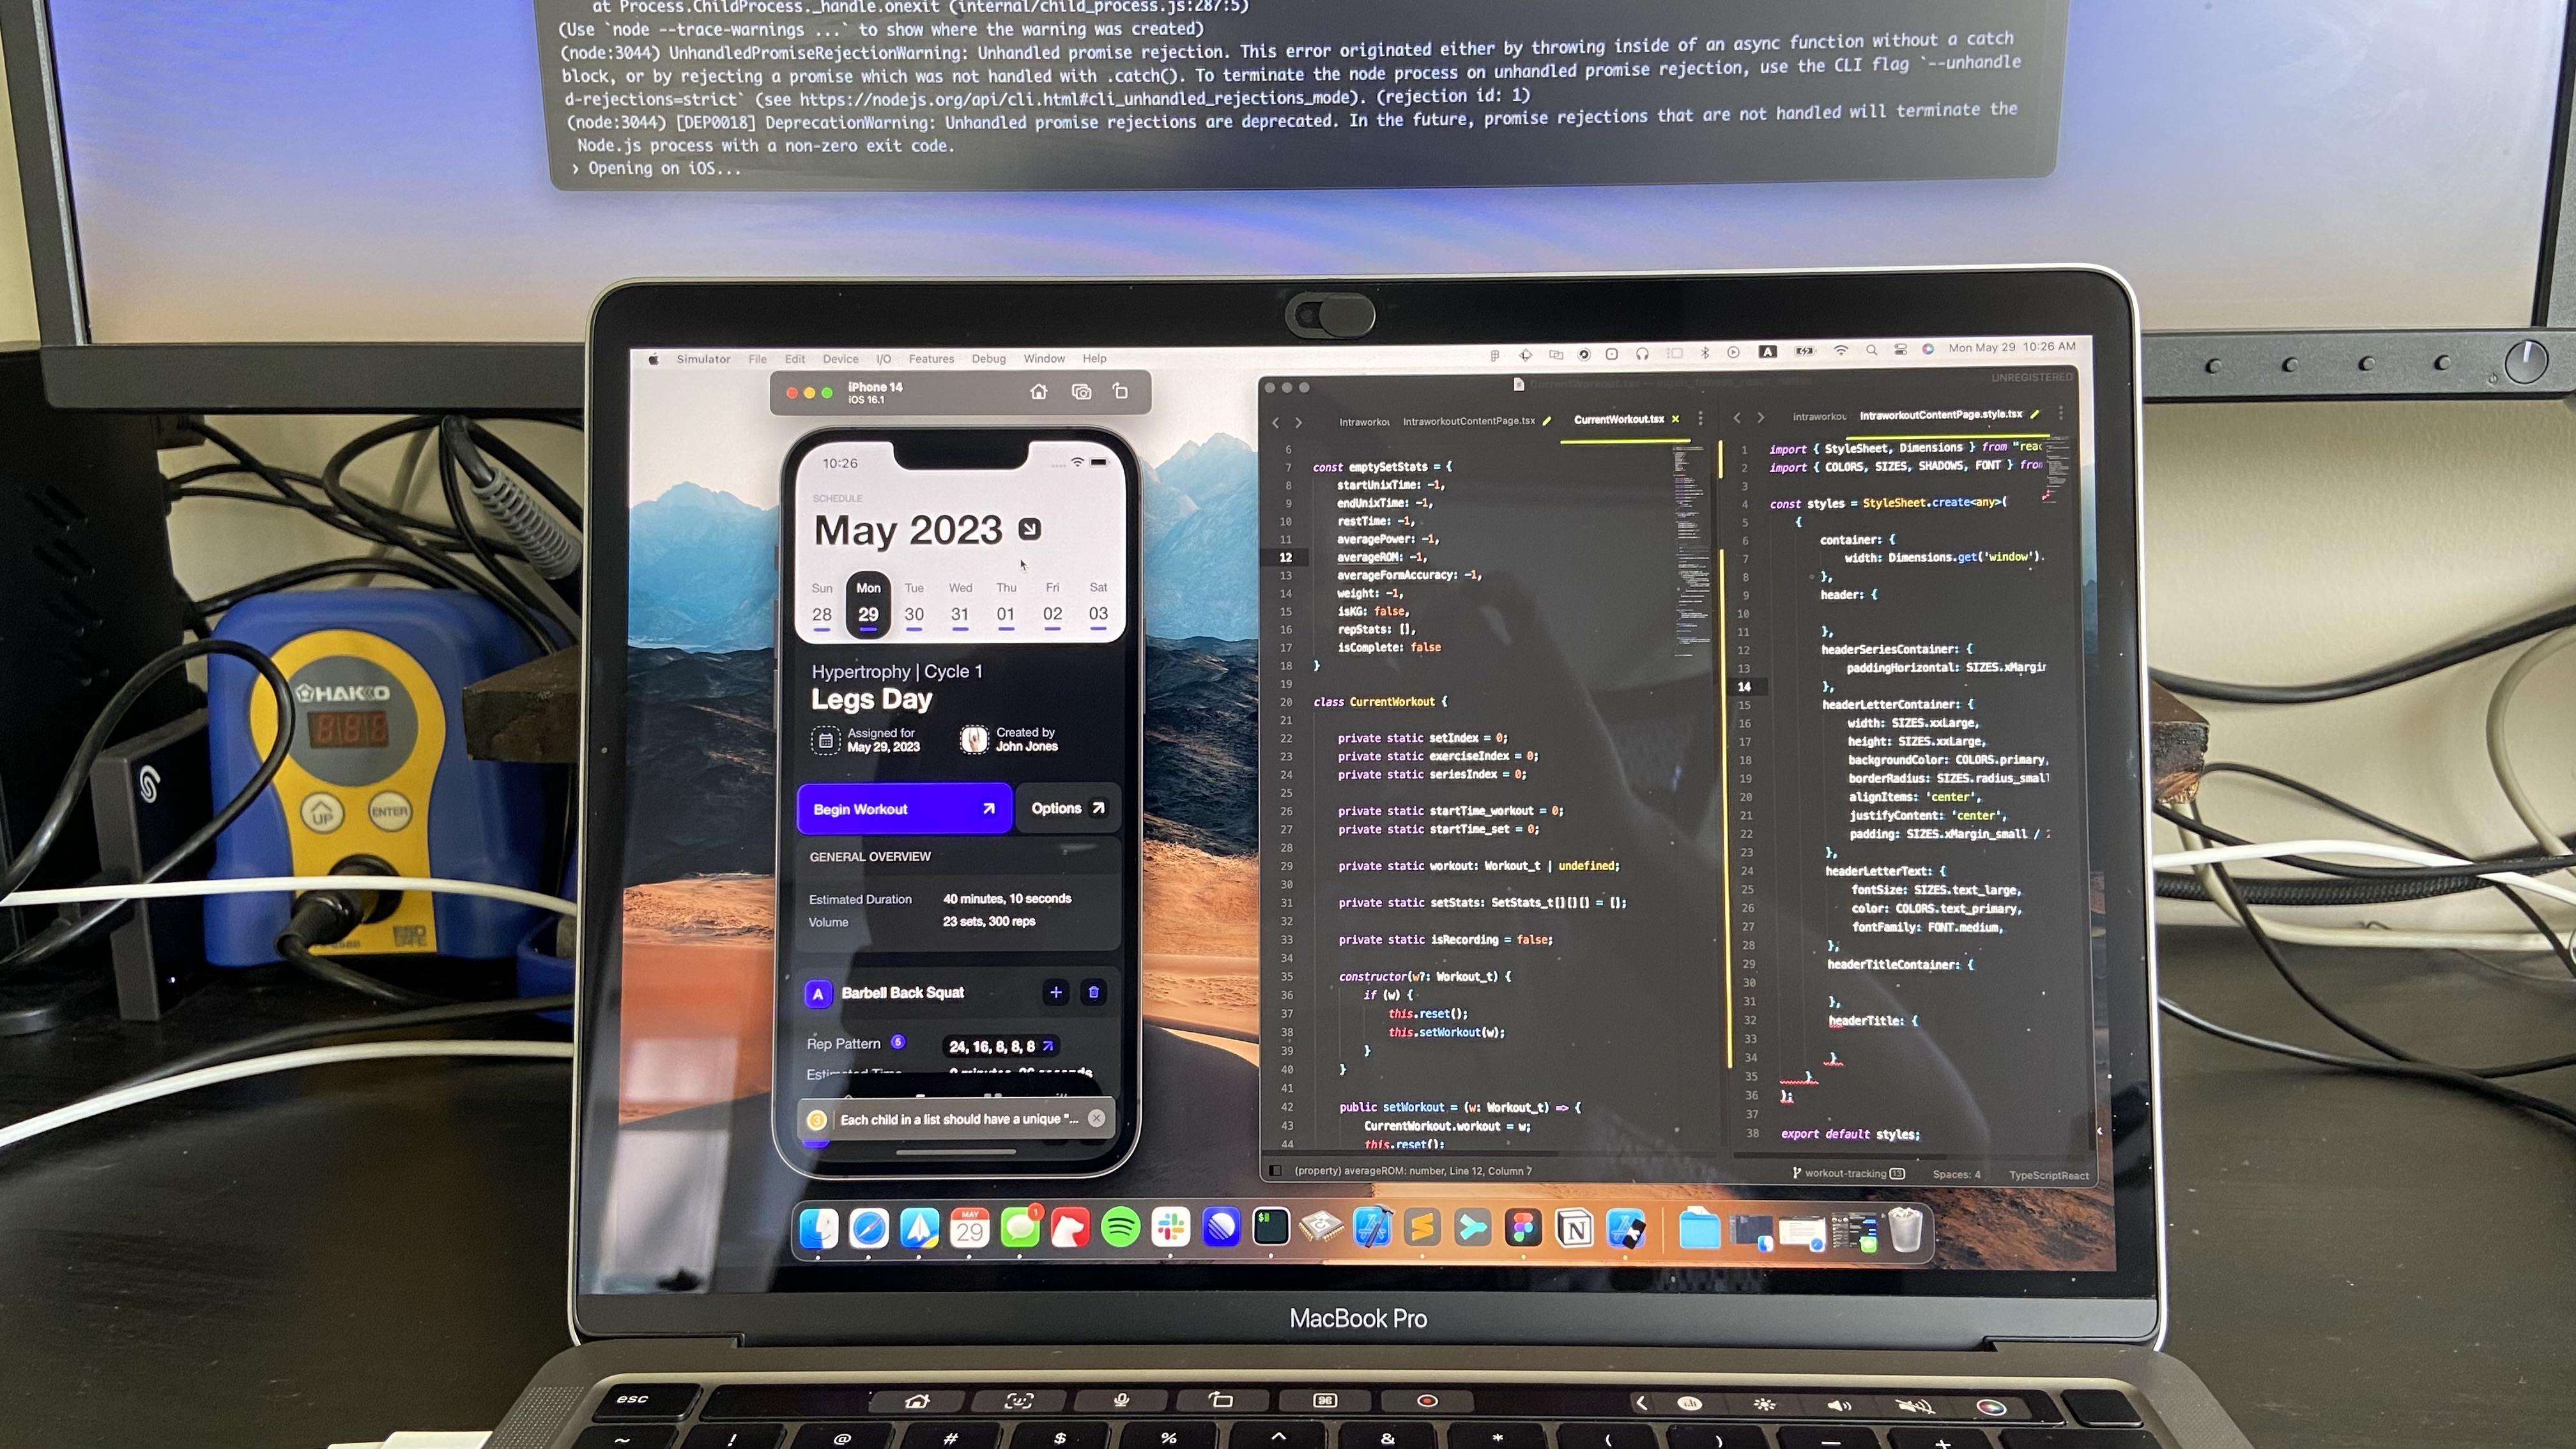 at Process.ChildProcess._handle.onexit (internal/child_process.js:287:5)
(Use `node --trace-warnings ...` to show where the warning was created)
(node:3044) UnhandledPromiseRejectionWarning: Unhandled promise rejection. This error originated either by throwing inside of an async function without a catch
block, or by rejecting a promise which was not handled with .catch(). To terminate the node process on unhandled promise rejection, use the CLI flag `--unhandle
d-rejections=strict` (see https://nodejs.org/api/cli.html#cli_unhandled_rejections_mode). (rejection id: 1)
(node:3044) [DEP0018] DeprecationWarning: Unhandled promise rejections are deprecated. In the future, promise rejections that are not handled will terminate the
Node.js process with a non-zero exit code.
› Opening on iOS...
Simulator File Edit Device I/O Features Debug Window Help
A
Mon May 29 10:26 AM
iPhone 14
iOS 16.1
10:26
SCHEDULE
May 2023
Sun Mon Tue Wed Thu Fri Sat
28 29 30 31 01 02 03
Hypertrophy | Cycle 1
Legs Day
Assigned for
May 29, 2023
Created by
John Jones
Begin Workout
Options
GENERAL OVERVIEW
Estimated Duration 40 minutes, 10 seconds
Volume 23 sets, 300 reps
A Barbell Back Squat +
Rep Pattern 5 24, 16, 8, 8, 8
Each child in a list should have a unique "...
UNREGISTERED
Intraworkou IntraworkoutContentPage.tsx CurrentWorkout.tsx
6
7 const emptySetStats = {
8 startUnixTime: -1,
9 endUnixTime: -1,
10 restTime: -1,
11 averagePower: -1,
12 averageROM: -1,
13 averageFormAccuracy: -1,
14 weight: -1,
15 isKG: false,
16 repStats: [],
17 isComplete: false
18 }
19
20 class CurrentWorkout {
21
22 private static setIndex = 0;
23 private static exerciseIndex = 0;
24 private static seriesIndex = 0;
25
26 private static startTime_workout = 0;
27 private static startTime_set = 0;
28
29 private static workout: Workout_t | undefined;
30
31 private static setStats: SetStats_t[][][] = [];
32
33 private static isRecording = false;
34
35 constructor(w?: Workout_t) {
36 if (w) {
37 this.reset();
38 this.setWorkout(w);
39 }
40 }
41
42 public setWorkout = (w: Workout_t) => {
43 CurrentWorkout.workout = w;
44 this.reset();
(property) averageROM: number, Line 12, Column 7
intraworkou IntraworkoutContentPage.style.tsx
1 import { StyleSheet, Dimensions } from "reac
2 import { COLORS, SIZES, SHADOWS, FONT } from
3
4 const styles = StyleSheet.create<any>(
5 {
6 container: {
7 width: Dimensions.get('window').
8 },
9 header: {
10
11 },
12 headerSeriesContainer: {
13 paddingHorizontal: SIZES.xMargin
14 },
15 headerLetterContainer: {
16 width: SIZES.xxLarge,
17 height: SIZES.xxLarge,
18 backgroundColor: COLORS.primary,
19 borderRadius: SIZES.radius_small
20 alignItems: 'center',
21 justifyContent: 'center',
22 padding: SIZES.xMargin_small / 2
23 },
24 headerLetterText: {
25 fontSize: SIZES.text_large,
26 color: COLORS.text_primary,
27 fontFamily: FONT.medium,
28 },
29 headerTitleContainer: {
30
31 },
32 headerTitle: {
33
34 }
35 }
36 );
37
38 export default styles;
workout-tracking 13 Spaces: 4 TypeScriptReact
MAY
29
1
MacBook Pro
HAKKO
UP ENTER
esc
~ ! @ # $ % ^ & * ( ) — +